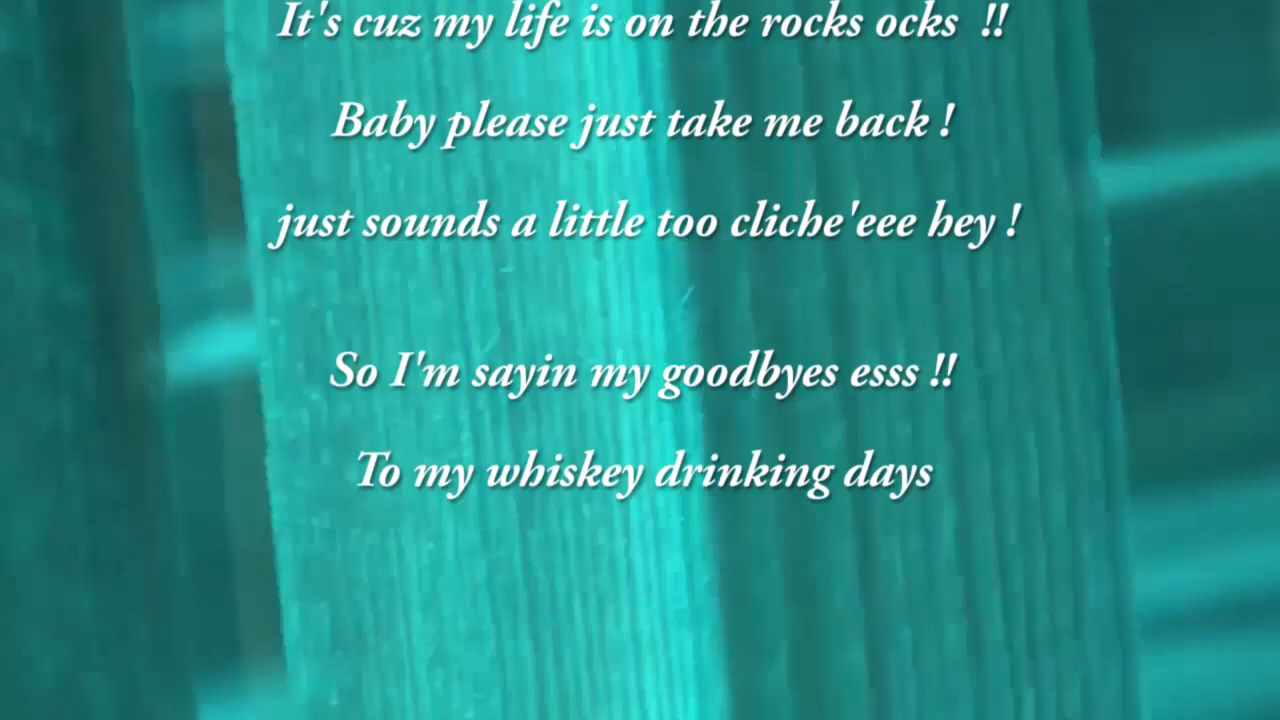 It's cuz my life is on the rocks ocks !!
Baby please just take me back !
just sounds a little too cliche'eee hey !
So I'm sayin my goodbyes esss !!
To my whiskey drinking days